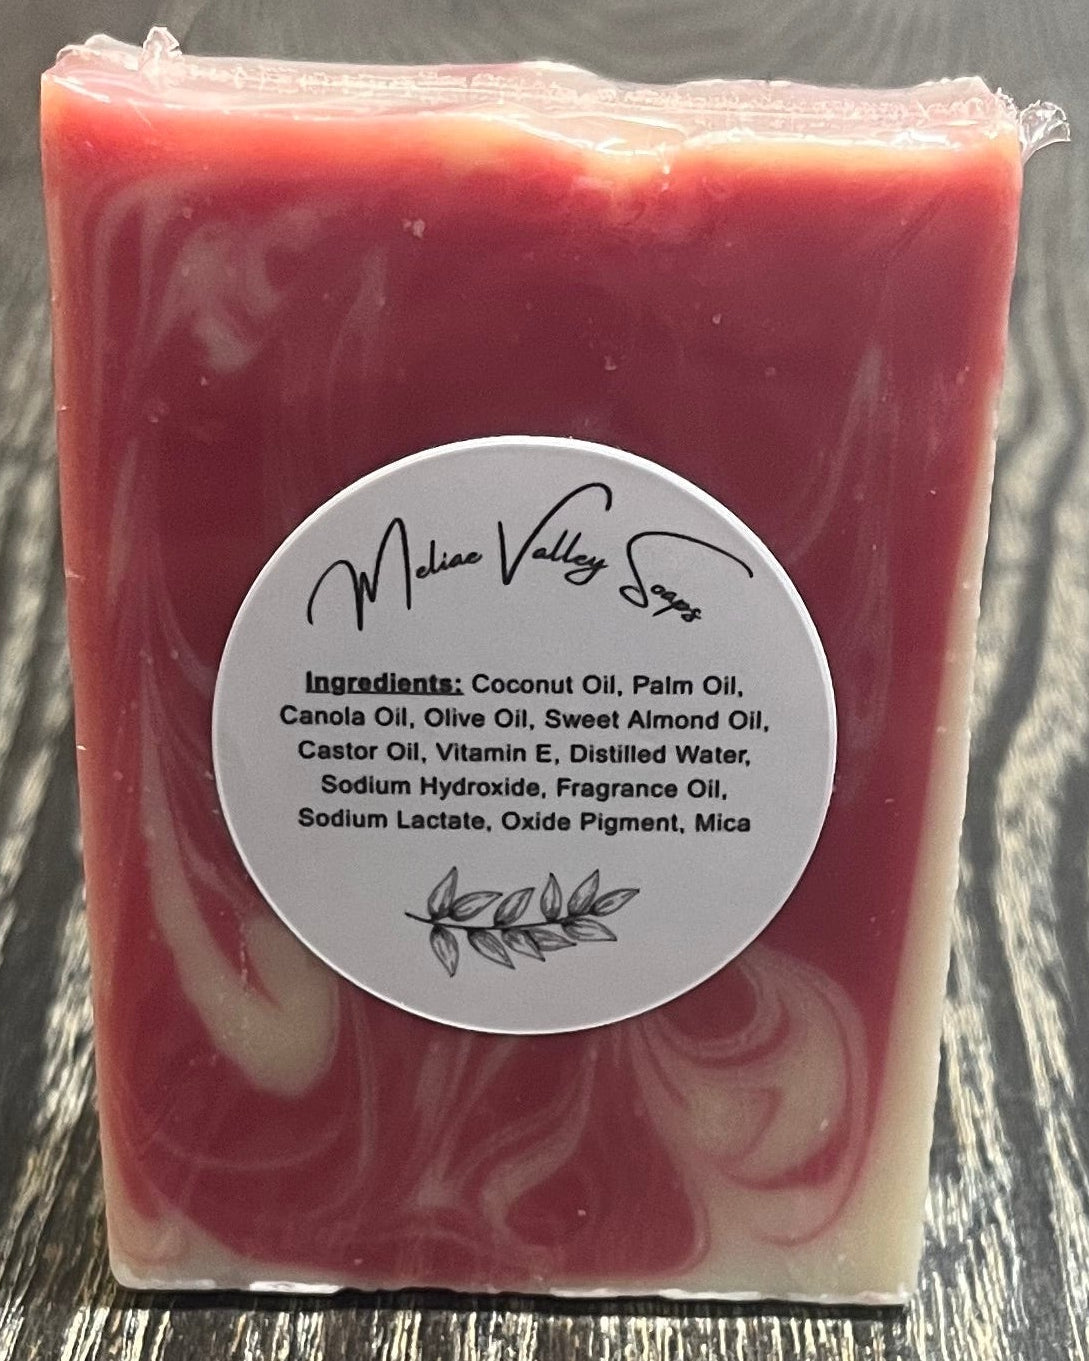 Meliae Valley Soaps
Ingredients: Coconut Oil, Palm Oil,
Canola Oil, Olive Oil, Sweet Almond Oil,
Castor Oil, Vitamin E, Distilled Water,
Sodium Hydroxide, Fragrance Oil,
Sodium Lactate, Oxide Pigment, Mica